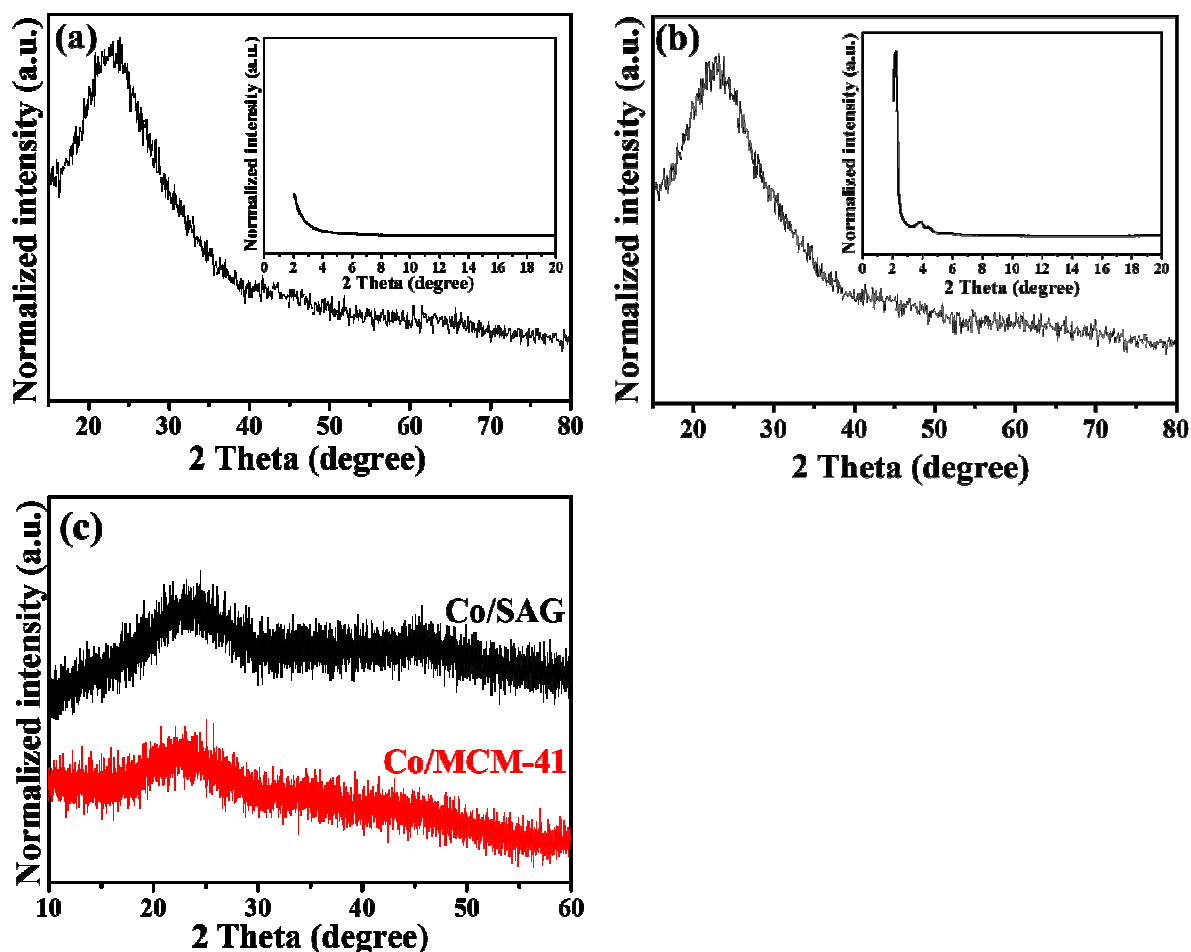 (a)
Normalized intensity (a.u.)
Normalized intensity (a.u.)
0 2 4 6 8 10 12 14 16 18 20
2 Theta (degree)
20 30 40 50 60 70 80
2 Theta (degree)
(b)
Normalized intensity (a.u.)
Normalized intensity (a.u.)
0 2 4 6 8 10 12 14 16 18 20
2 Theta (degree)
20 30 40 50 60 70 80
2 Theta (degree)
(c)
Normalized intensity (a.u.)
Co/SAG
Co/MCM-41
10 20 30 40 50 60
2 Theta (degree)